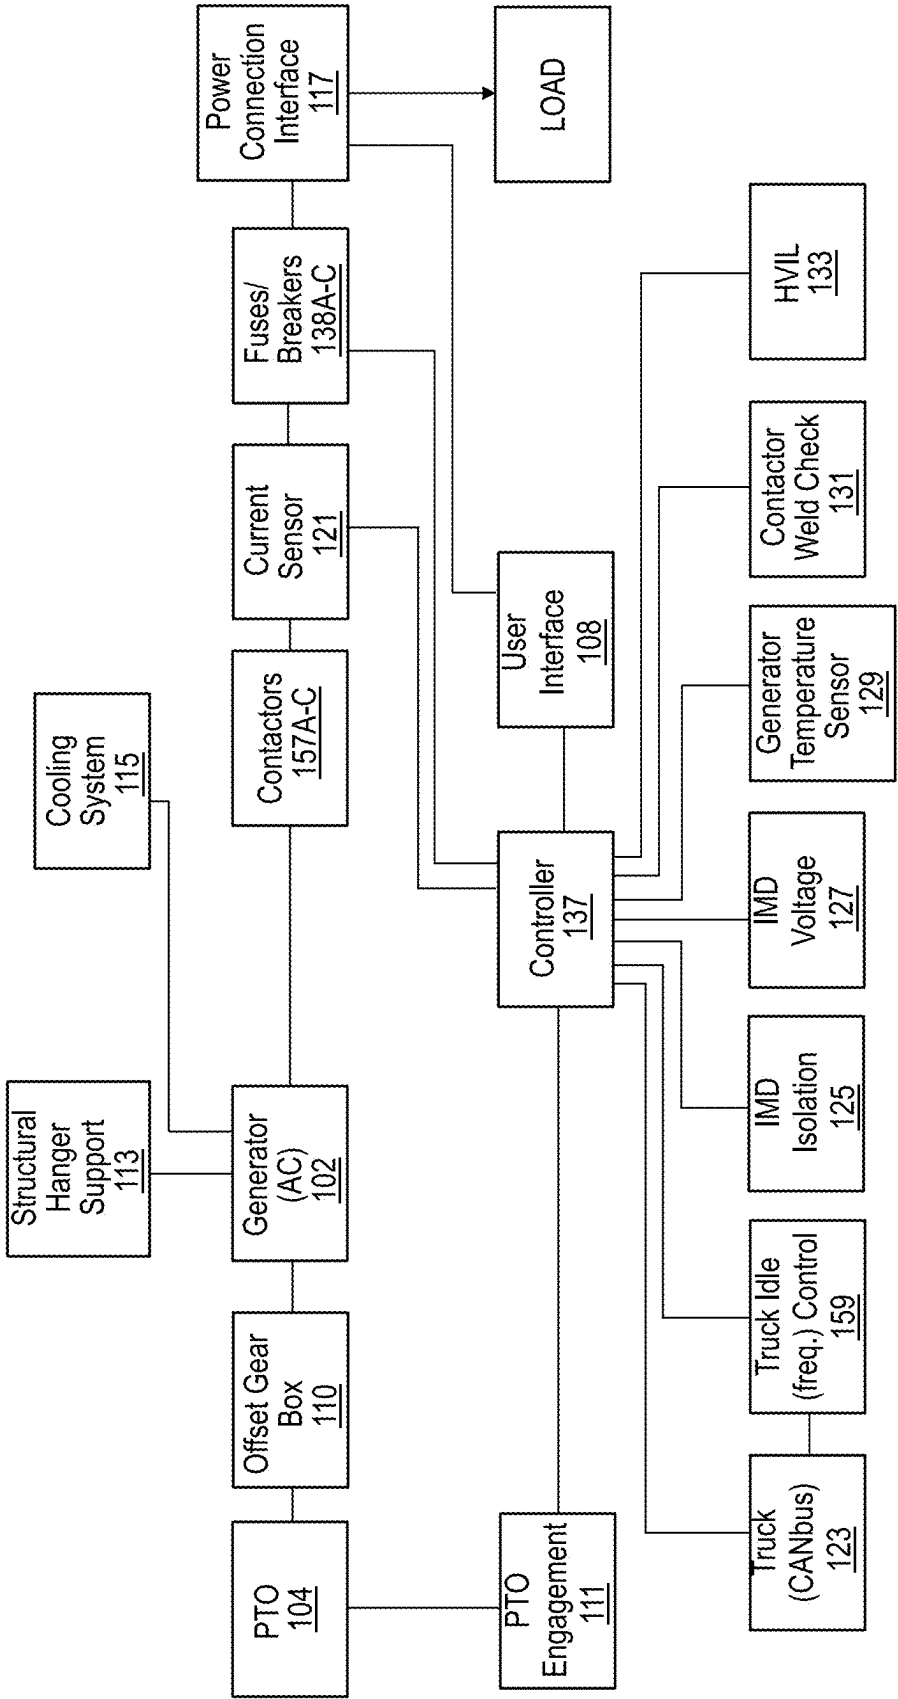 Structural
Hanger
Support
113
Cooling
System
115
PTO
104
Offset Gear
Box
110
Generator
(AC)
102
Contactors
157A-C
Current
Sensor
121
Fuses/
Breakers
138A-C
Power
Connection
Interface
117
PTO
Engagement
111
Controller
137
User
Interface
108
LOAD
Truck
(CANbus)
123
Truck Idle
(freq.) Control
159
IMD
Isolation
125
IMD
Voltage
127
Generator
Temperature
Sensor
129
Contactor
Weld Check
131
HVIL
133